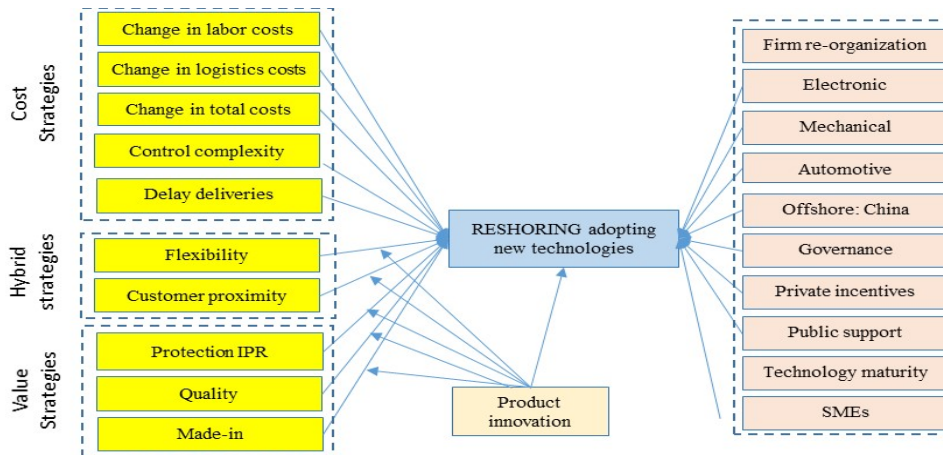 Cost
Strategies
Change in labor costs
Change in logistics costs
Change in total costs
Control complexity
Delay deliveries
Hybrid
strategies
Flexibility
Customer proximity
Value
Strategies
Protection IPR
Quality
Made-in
RESHORING adopting
new technologies
Product
innovation
Firm re-organization
Electronic
Mechanical
Automotive
Offshore: China
Governance
Private incentives
Public support
Technology maturity
SMEs